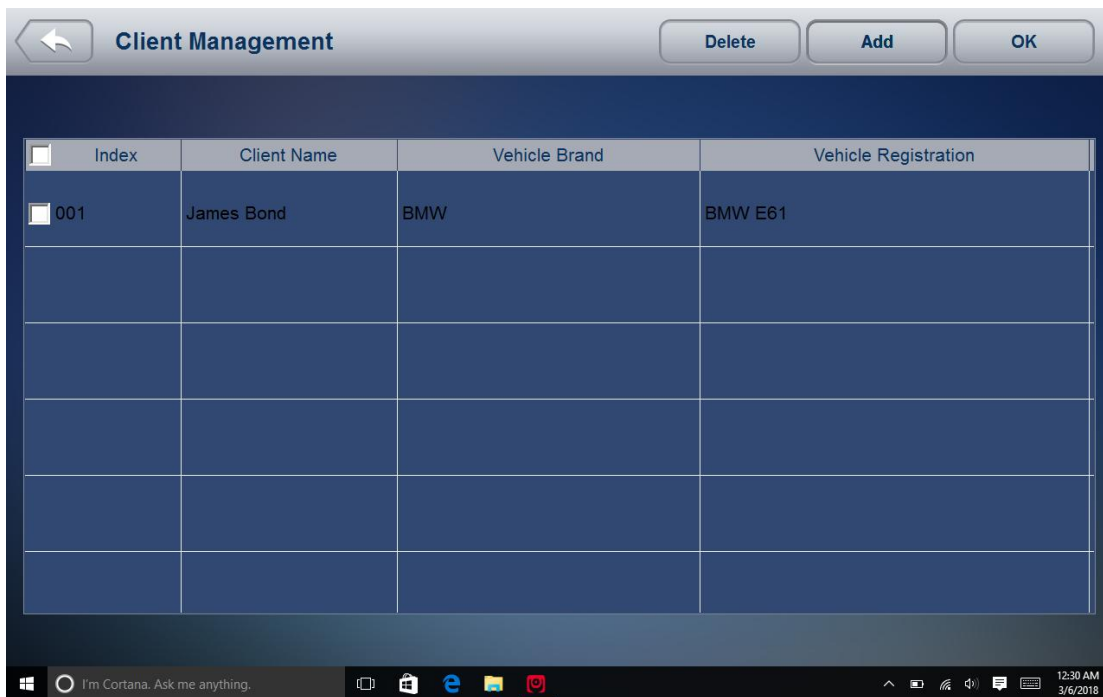 Client Management Delete Add OK
Index Client Name Vehicle Brand Vehicle Registration
001 James Bond BMW BMW E61
I'm Cortana. Ask me anything.
12:30 AM
3/6/2018